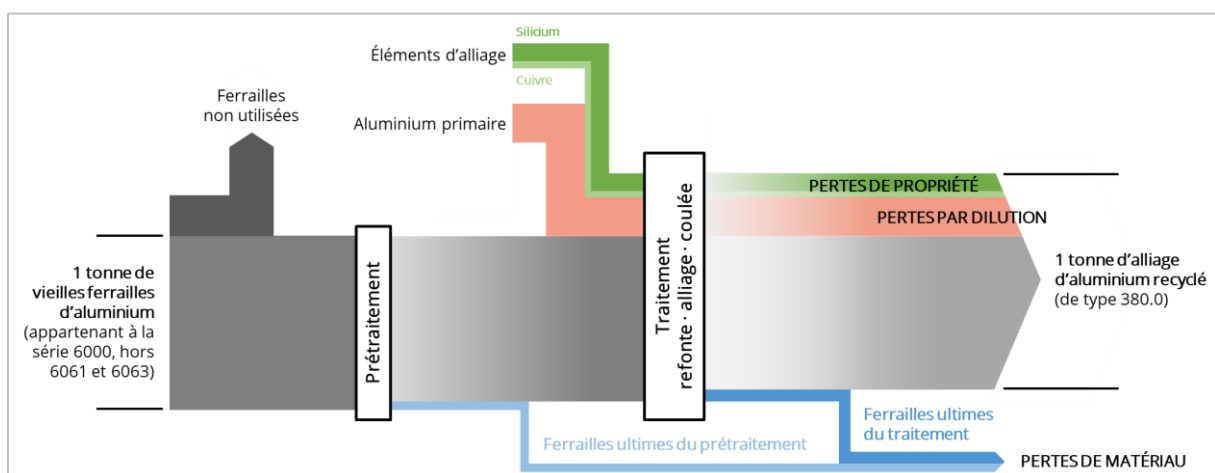 Silicium
Éléments d'alliage
Cuivre
Ferrailles
non utilisées
Aluminium primaire
PERTES DE PROPRIÉTÉ
PERTES PAR DILUTION
1 tonne de
vieilles ferrailles
d'aluminium
(appartenant à la
série 6000, hors
6061 et 6063)
Prétraitement
Traitement
refonte · alliage · coulée
1 tonne d'alliage
d'aluminium recyclé
(de type 380.0)
Ferrailles ultimes du prétraitement
Ferrailles ultimes
du traitement
PERTES DE MATÉRIAU